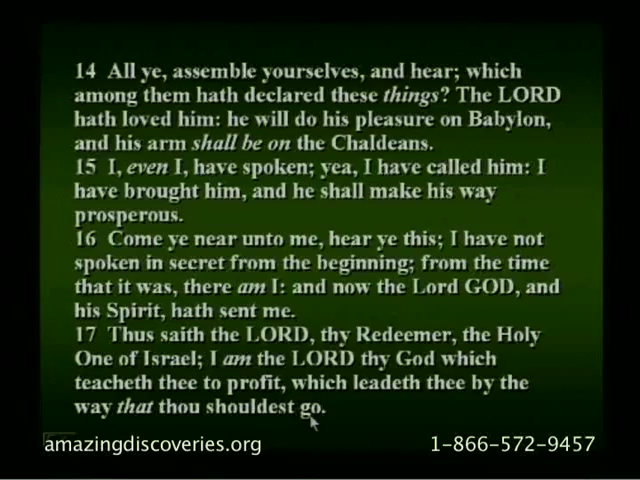 14 All ye, assemble yourselves, and hear; which
among them hath declared these things? The LORD
hath loved him: he will do his pleasure on Babylon,
and his arm shall be on the Chaldeans.
15 I, even I, have spoken; yea, I have called him: I
have brought him, and he shall make his way
prosperous.
16 Come ye near unto me, hear ye this; I have not
spoken in secret from the beginning; from the time
that it was, there am I: and now the Lord GOD, and
his Spirit, hath sent me.
17 Thus saith the LORD, thy Redeemer, the Holy
One of Israel; I am the LORD thy God which
teacheth thee to profit, which leadeth thee by the
way that thou shouldest go.
amazingdiscoveries.org 1-866-572-9457